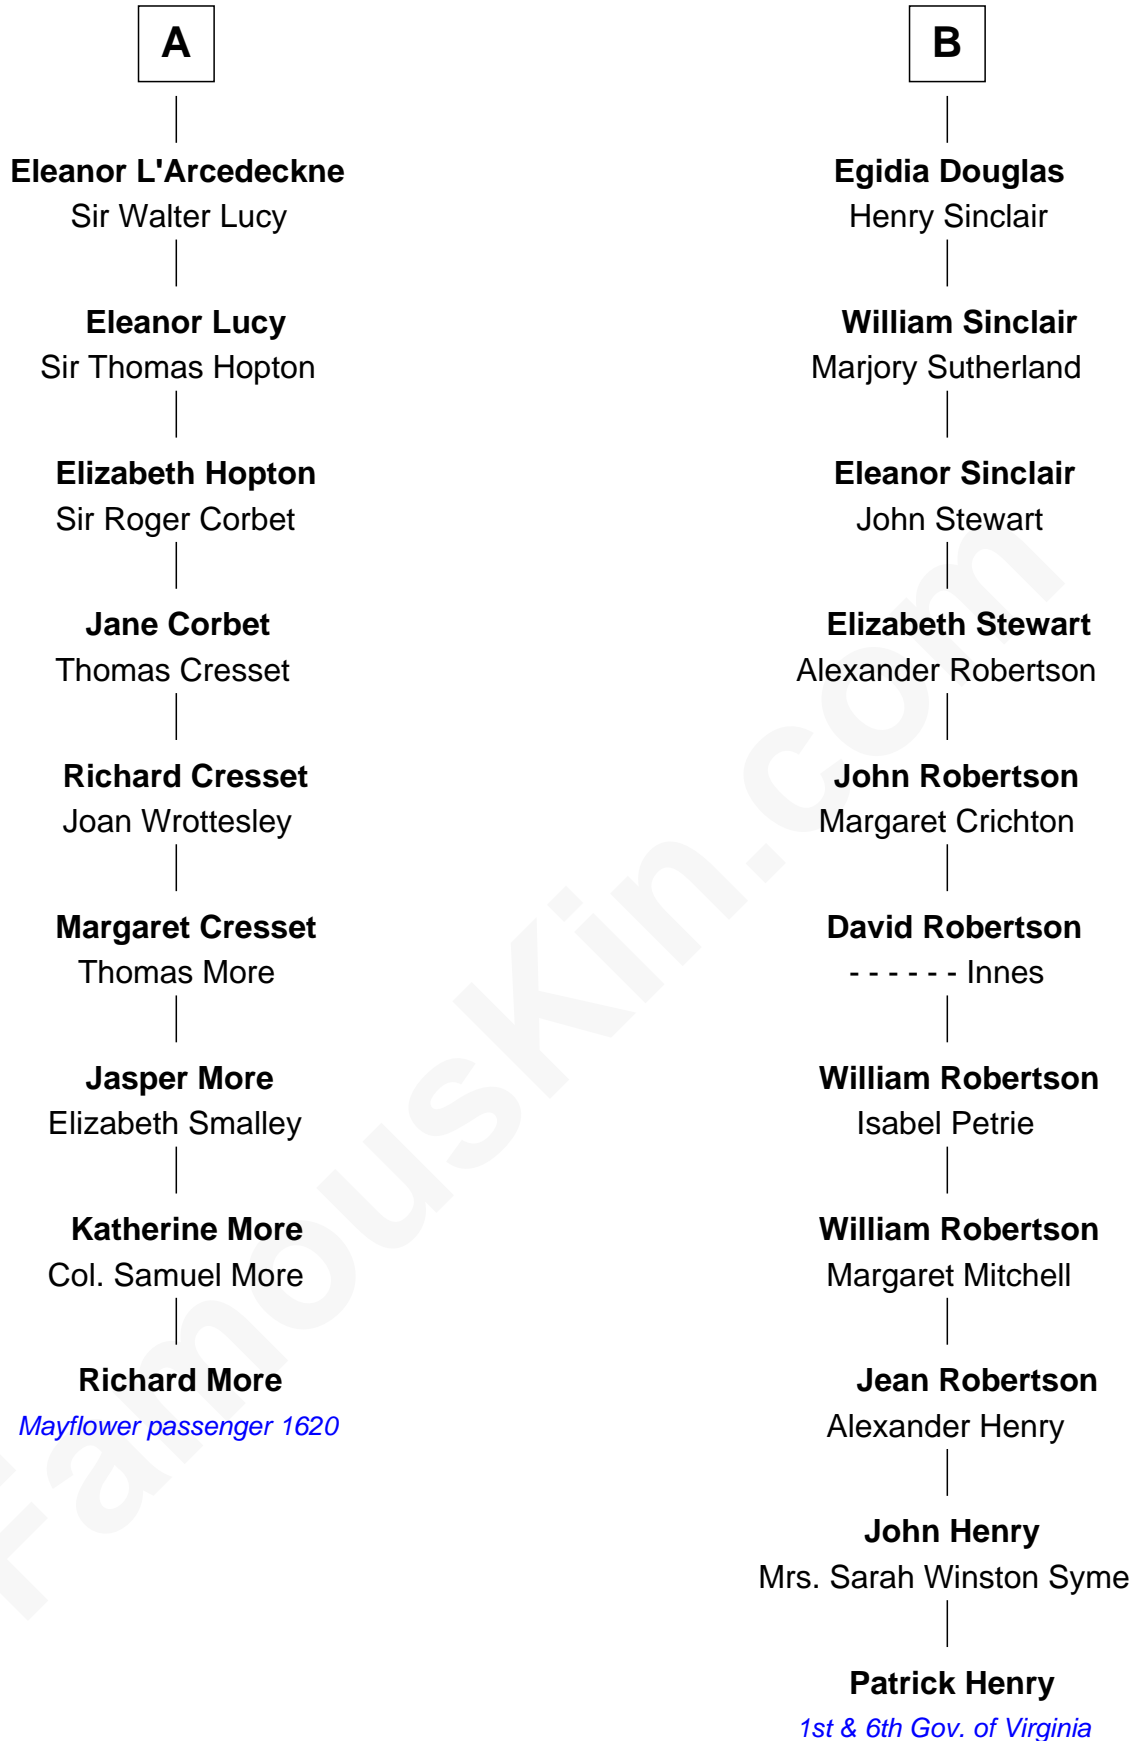 A
Eleanor L'Arcedeckne
Sir Walter Lucy
Eleanor Lucy
Sir Thomas Hopton
Elizabeth Hopton
Sir Roger Corbet
Jane Corbet
Thomas Cresset
Richard Cresset
Joan Wrottesley
Margaret Cresset
Thomas More
Jasper More
Elizabeth Smalley
Katherine More
Col. Samuel More
Richard More
Mayflower passenger 1620
B
Egidia Douglas
Henry Sinclair
William Sinclair
Marjory Sutherland
Eleanor Sinclair
John Stewart
Elizabeth Stewart
Alexander Robertson
John Robertson
Margaret Crichton
David Robertson
- - - - - - Innes
William Robertson
Isabel Petrie
William Robertson
Margaret Mitchell
Jean Robertson
Alexander Henry
John Henry
Mrs. Sarah Winston Syme
Patrick Henry
1st & 6th Gov. of Virginia
FamousKin.com